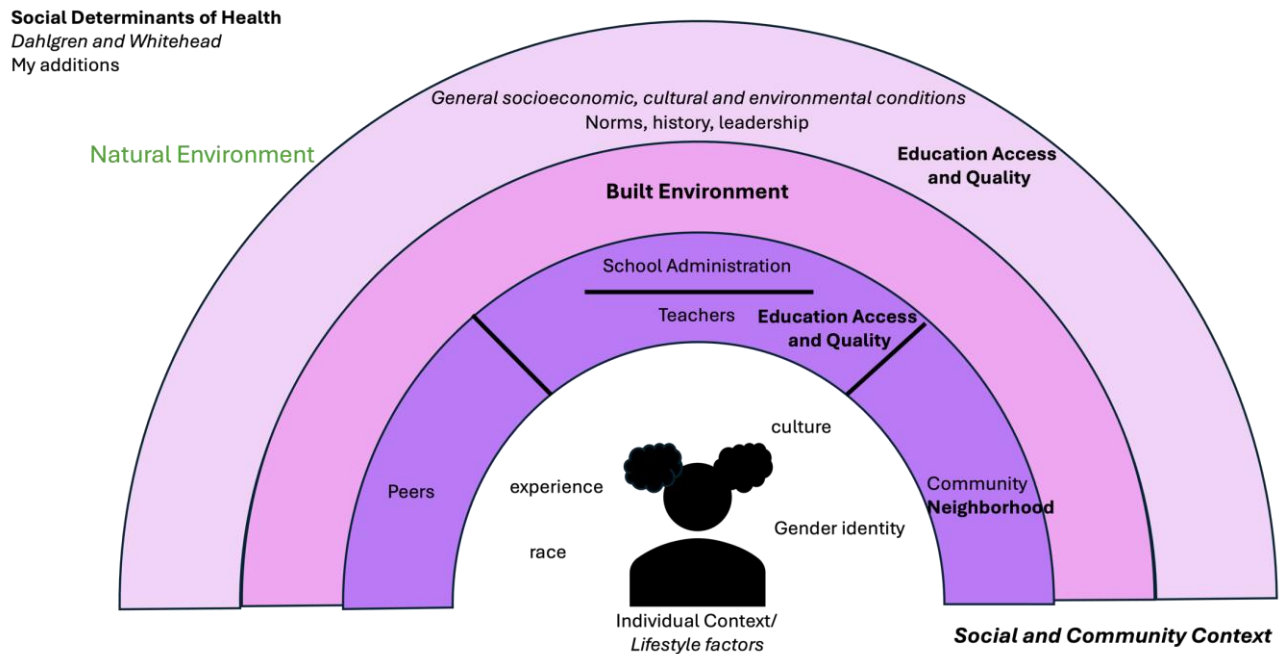 Social Determinants of Health
Dahlgren and Whitehead
My additions
General socioeconomic, cultural and environmental conditions
Norms, history, leadership
Natural Environment
Education Access
and Quality
Built Environment
School Administration
Teachers
Education Access
and Quality
culture
experience
Peers
Community
Neighborhood
Gender identity
race
Individual Context/
Lifestyle factors
Social and Community Context